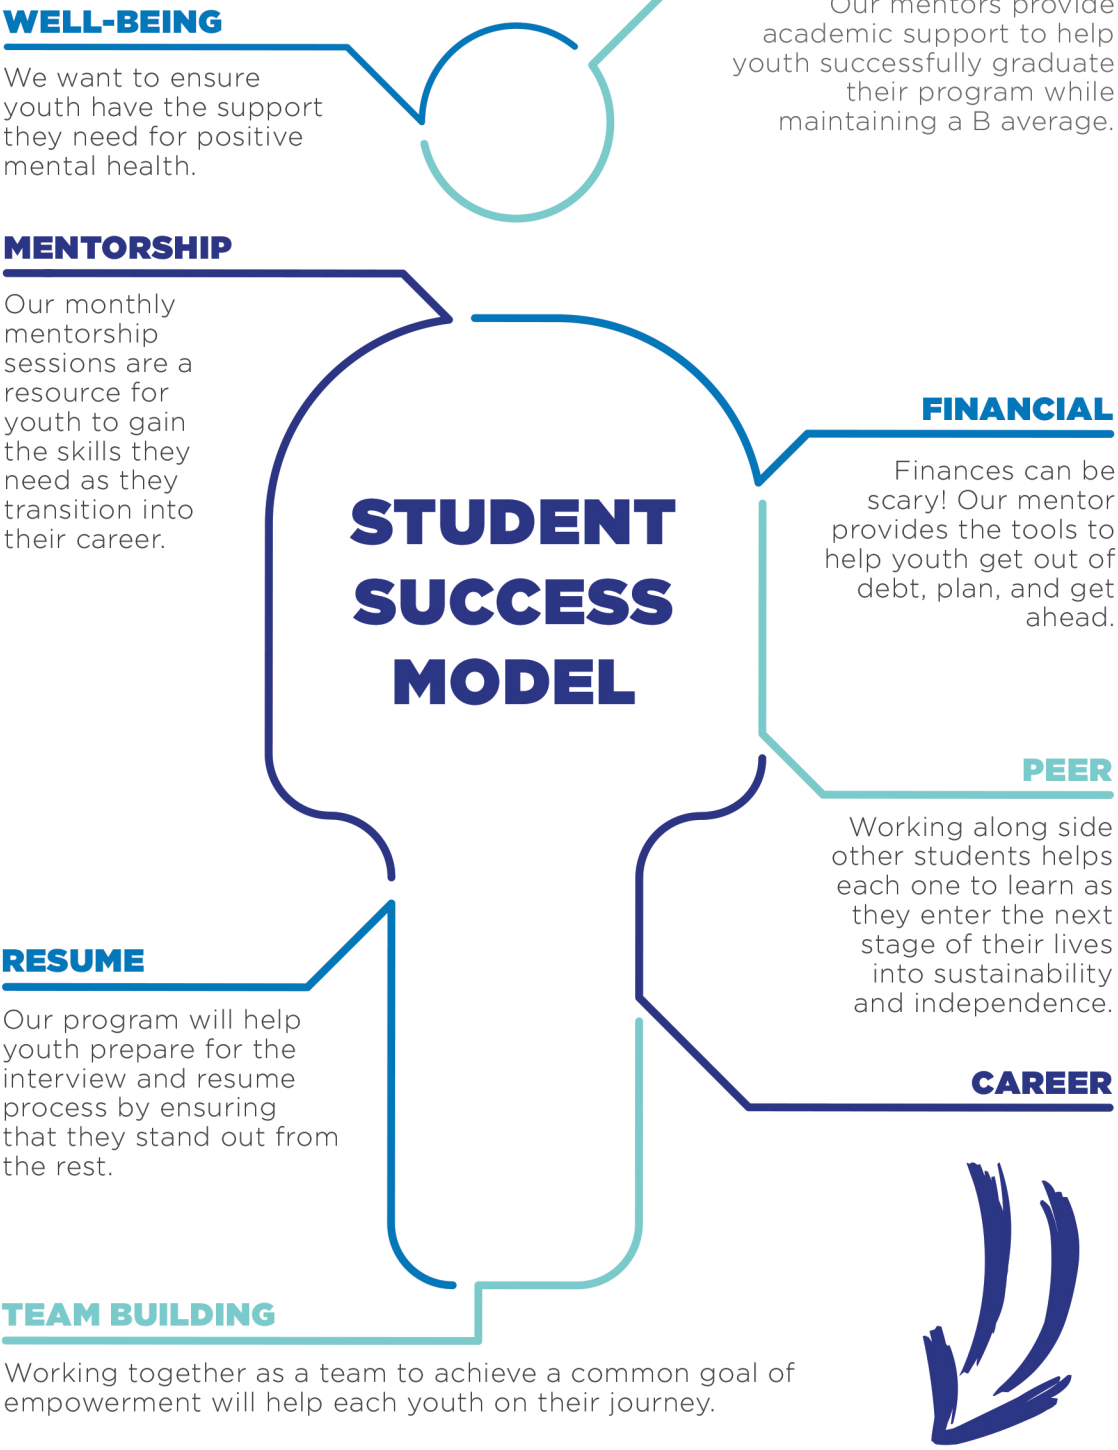 WELL-BEING
We want to ensure
youth have the support
they need for positive
mental health.
Our mentors provide
academic support to help
youth successfully graduate
their program while
maintaining a B average.
MENTORSHIP
Our monthly
mentorship
sessions are a
resource for
youth to gain
the skills they
need as they
transition into
their career.
STUDENT
SUCCESS
MODEL
FINANCIAL
Finances can be
scary! Our mentor
provides the tools to
help youth get out of
debt, plan, and get
ahead.
PEER
Working along side
other students helps
each one to learn as
they enter the next
stage of their lives
into sustainability
and independence.
RESUME
Our program will help
youth prepare for the
interview and resume
process by ensuring
that they stand out from
the rest.
CAREER
TEAM BUILDING
Working together as a team to achieve a common goal of
empowerment will help each youth on their journey.